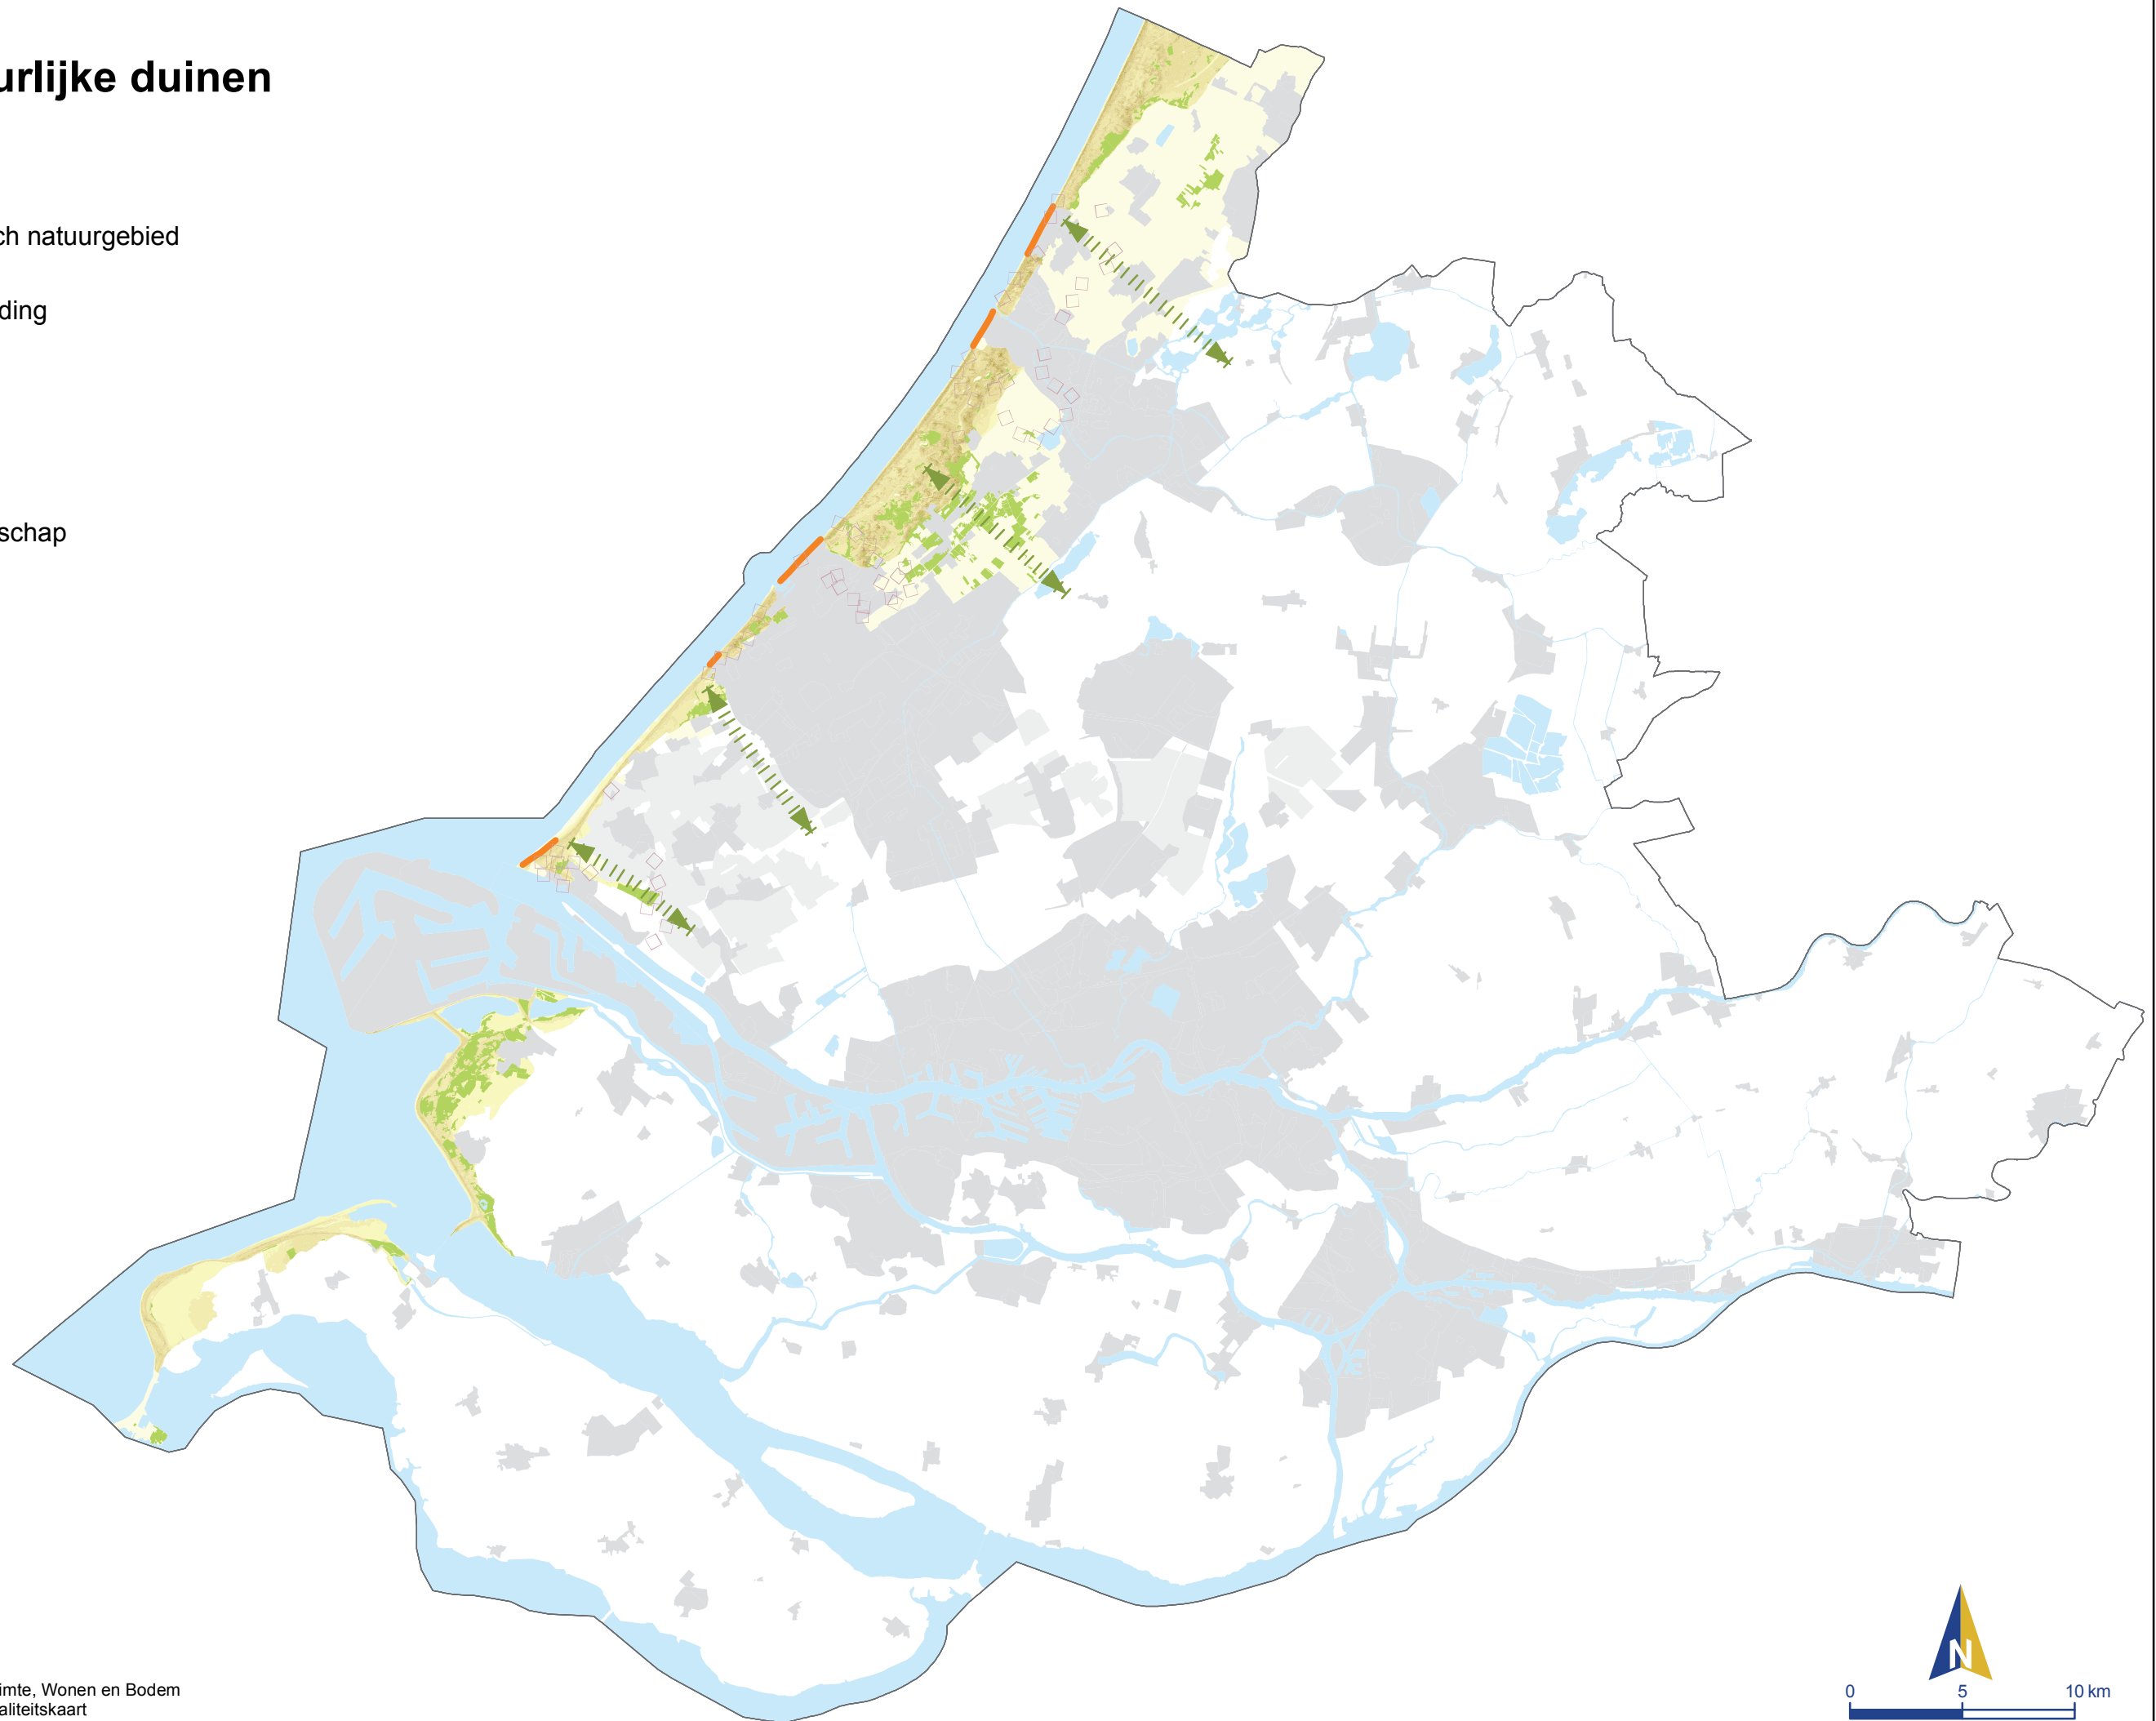 urlijke duinen
ch natuurgebied
ding
schap
imte, Wonen en Bodem
aliteitskaart
N
0 5 10 km